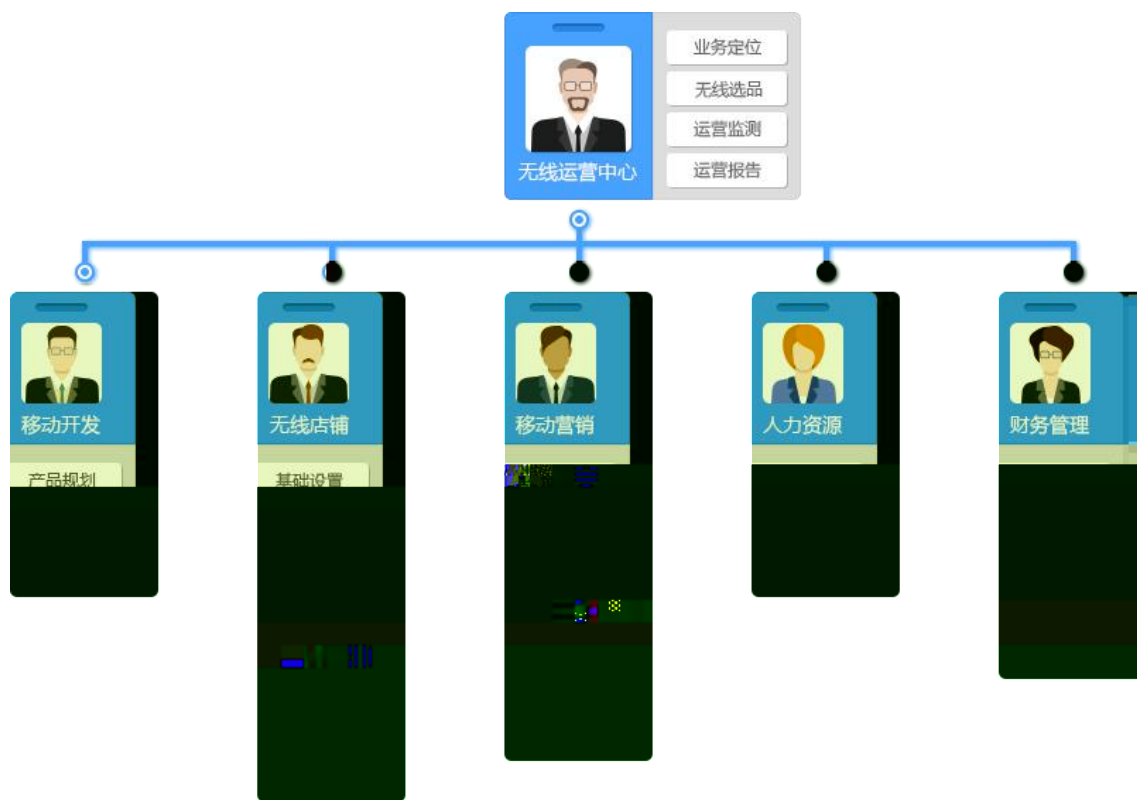 业务定位
无线选品
运营监测
运营报告
无线运营中心
移动开发
无线店铺
移动营销
人力资源
财务管理
产品规划
基础设置